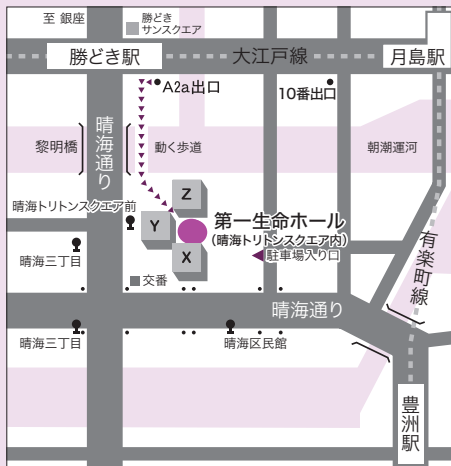 至 銀座
勝どき
サンスクエア
勝どき駅
大江戸線
月島駅
A2a出口
10番出口
晴海通り
黎明橋
動く歩道
朝潮運河
晴海トリトンスクエア前
Z
Y
X
第一生命ホール
(晴海トリトンスクエア内)
駐車場入り口
有楽町線
晴海三丁目
交番
晴海通り
晴海三丁目
晴海区民館
豊洲駅